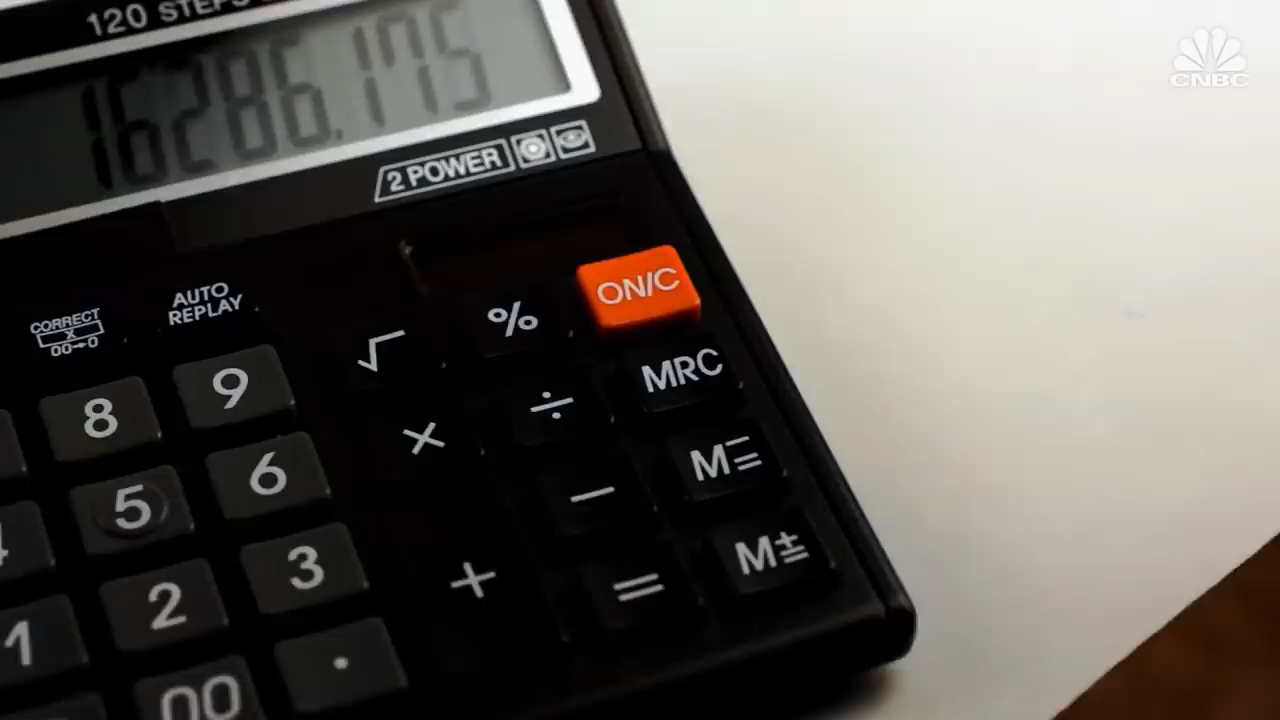 120 STEPS
CNBC
16286.175
2 POWER
CORRECT
X
00→0
AUTO
REPLAY
√
%
ON/C
8
9
×
÷
MRC
5
6
−
M=
4
2
3
+
=
M±
1
00
.